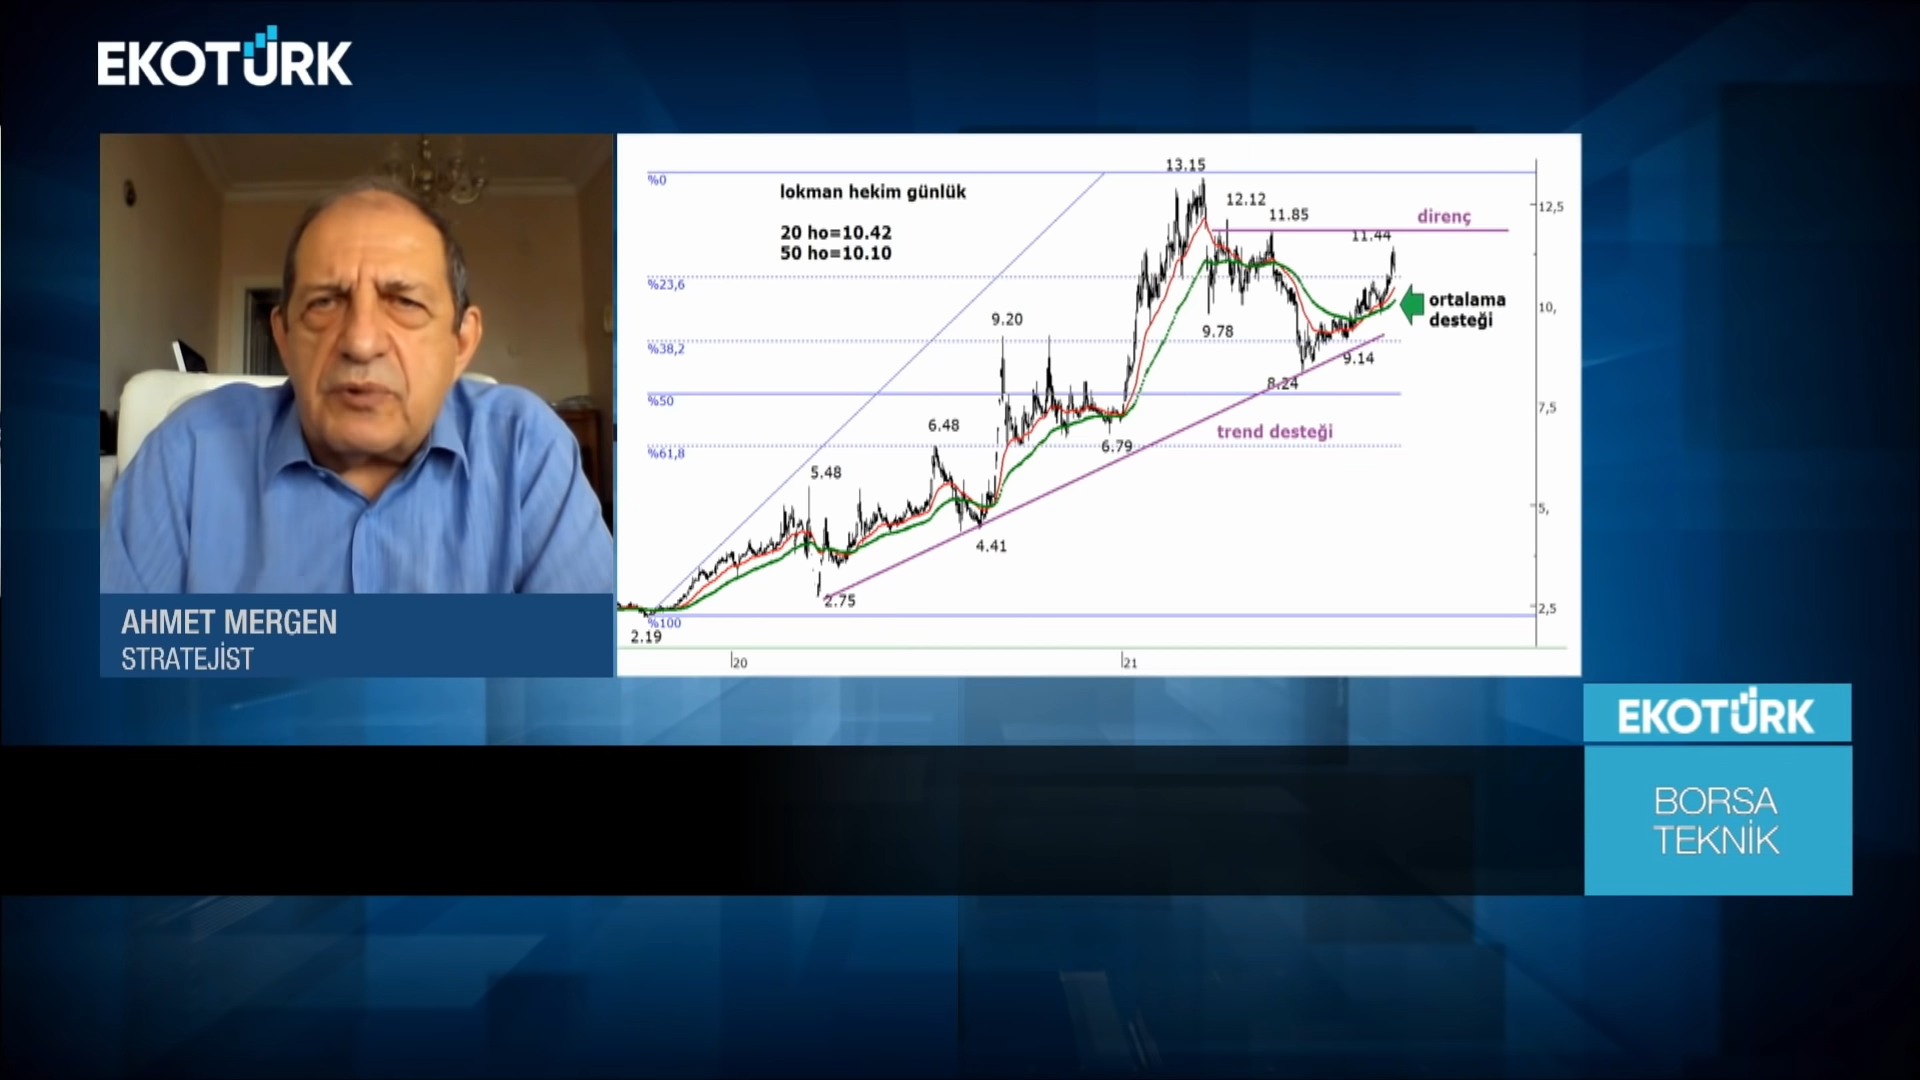 EKOTÜRK
13.15
%0
lokman hekim günlük
12.12
12,5
11.85
direnç
20 ho=10.42
11.44
50 ho=10.10
%23,6
ortalama
10,
9.20
desteği
9.78
%38,2
9.14
8.24
%50
7,5
6.48
trend desteği
6.79
%61,8
5.48
5,
4.41
2.75
2,5
%100
2.19
20
21
AHMET MERGEN
STRATEJİST
EKOTÜRK
BORSA
TEKNİK